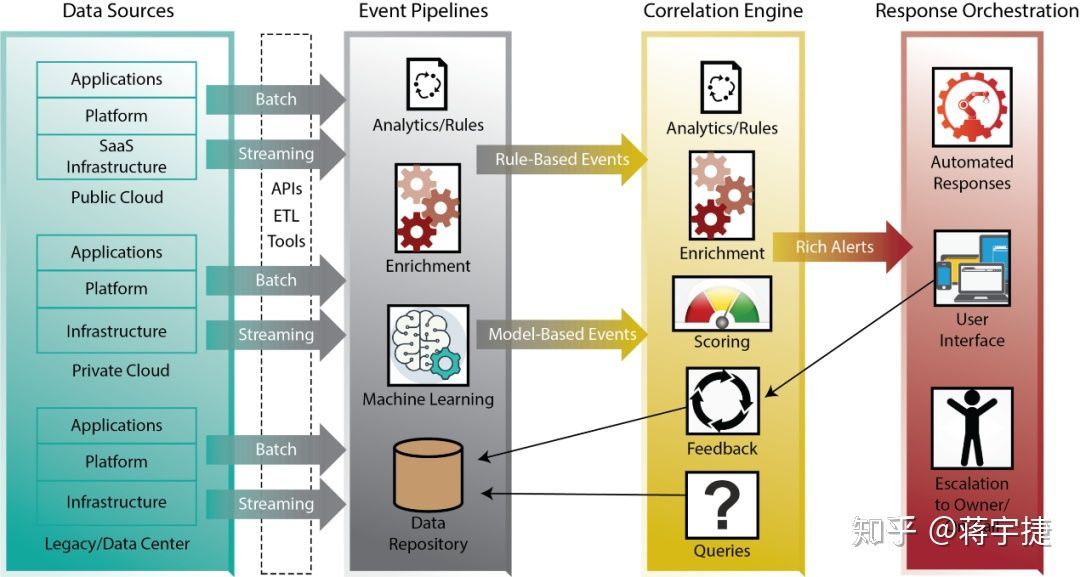 Data Sources
Event Pipelines
Correlation Engine
Response Orchestration
Applications
Platform
SaaS
Infrastructure
Public Cloud
Applications
Platform
Infrastructure
Private Cloud
Applications
Platform
Infrastructure
Legacy/Data Center
Batch
Streaming
APIs
ETL
Tools
Batch
Streaming
Batch
Streaming
Analytics/Rules
Enrichment
Machine Learning
Data
Repository
Rule-Based Events
Model-Based Events
Analytics/Rules
Enrichment
Scoring
Feedback
?
Queries
Rich Alerts
Automated
Responses
User
Interface
Escalation
to Owner/
知乎 @蒋宇捷